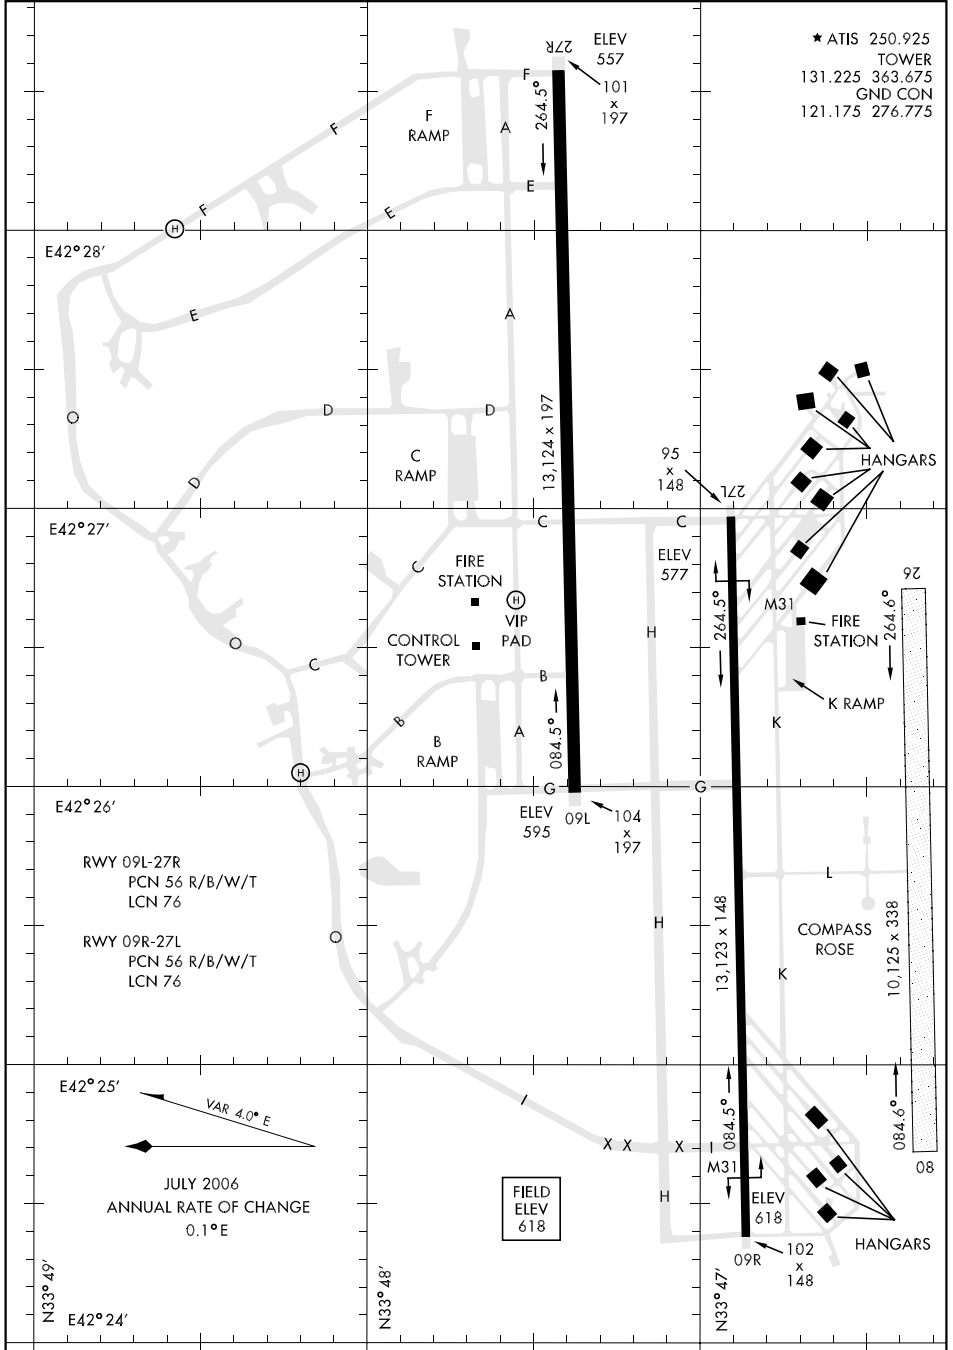 ★ ATIS 250.925
TOWER
131.225 363.675
GND CON
121.175 276.775
27R
ELEV
557
101
x
197
F
264.5°
F
RAMP
A
F
E
E
F
H
E42°28′
E
A
O
D
D
13,124 x 197
C
RAMP
D
95
x
148
27L
HANGARS
E42°27′
C
C
ELEV
577
FIRE
STATION
C
H
VIP
PAD
CONTROL
TOWER
H
264.5°
M31
FIRE
STATION
264.6°
26
O
C
B
K RAMP
B
A
084.5°
B
RAMP
K
H
G
G
E42°26′
ELEV
595
09L
104
x
197
RWY 09L-27R
PCN 56 R/B/W/T
LCN 76
RWY 09R-27L
PCN 56 R/B/W/T
LCN 76
L
O
H
13,123 x 148
COMPASS
ROSE
10,125 x 338
K
E42°25′
VAR 4.0° E
I
084.5°
084.6°
X X
X
I
M31
08
JULY 2006
ANNUAL RATE OF CHANGE
0.1°E
FIELD
ELEV
618
H
ELEV
618
HANGARS
09R
102
x
148
N33°49′
E42°24′
N33°48′
N33°47′